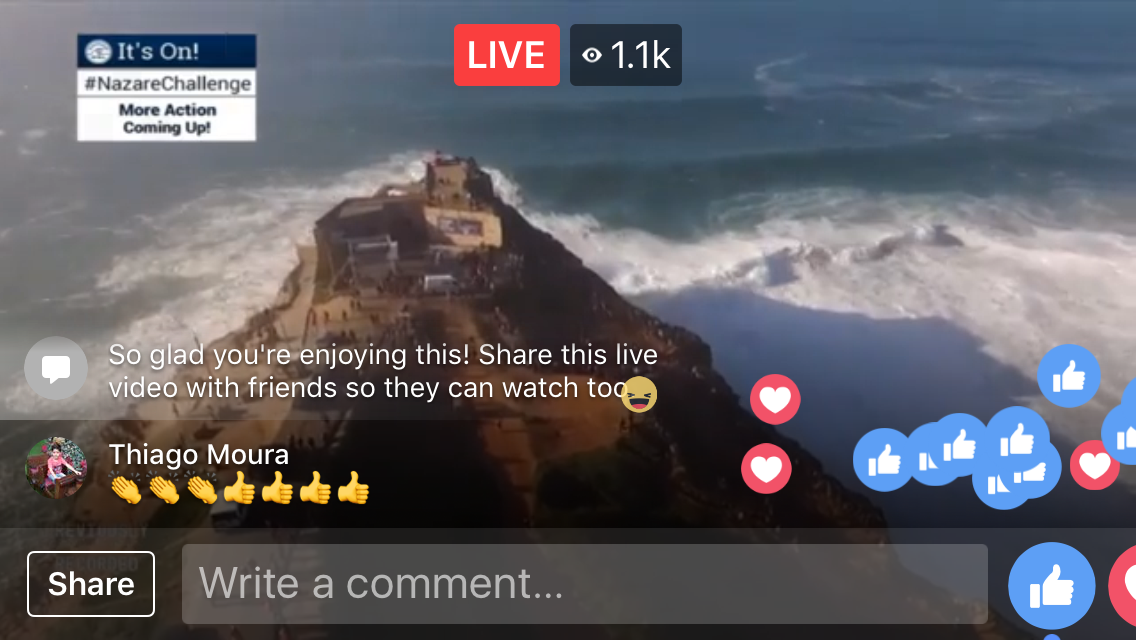 It's On!
#NazareChallenge
More Action
Coming Up!
LIVE
1.1k
So glad you're enjoying this! Share this live
video with friends so they can watch too
Thiago Moura
👏👏👏👍👍👍👍
Share
Write a comment...